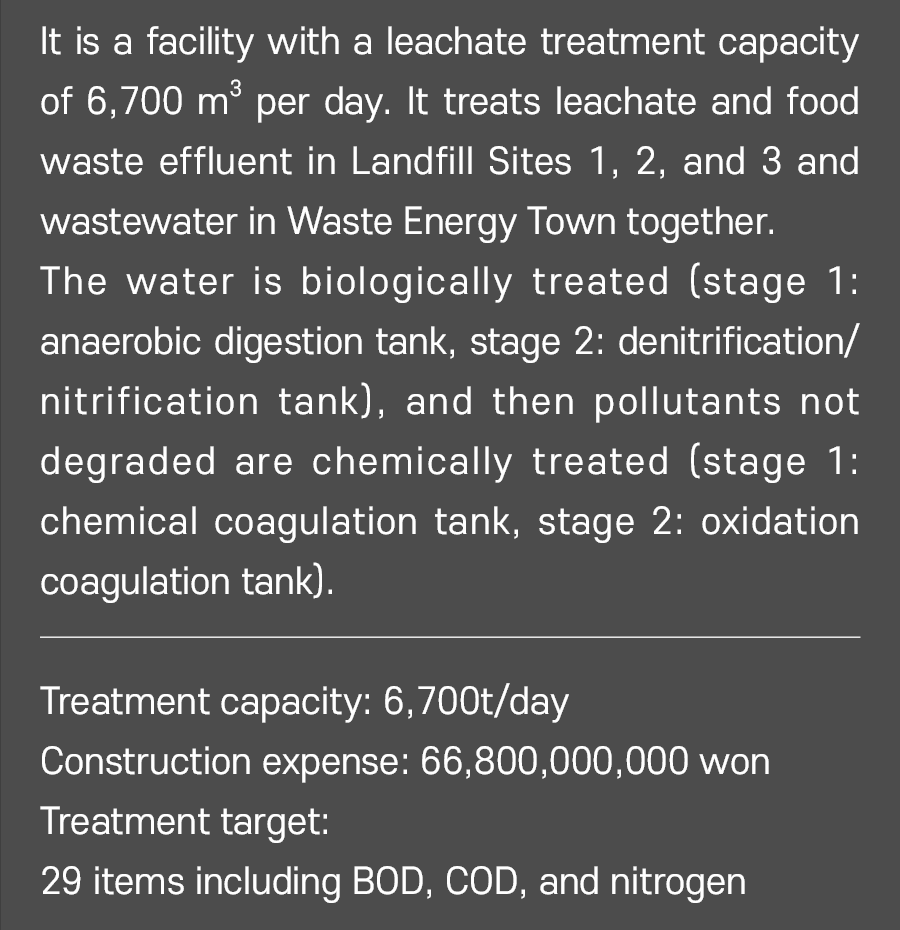 It is a facility with a leachate treatment capacity
of 6,700 m³ per day. It treats leachate and food
waste effluent in Landfill Sites 1, 2, and 3 and
wastewater in Waste Energy Town together.
The water is biologically treated (stage 1:
anaerobic digestion tank, stage 2: denitrification/
nitrification tank), and then pollutants not
degraded are chemically treated (stage 1:
chemical coagulation tank, stage 2: oxidation
coagulation tank).
Treatment capacity: 6,700t/day
Construction expense: 66,800,000,000 won
Treatment target:
29 items including BOD, COD, and nitrogen